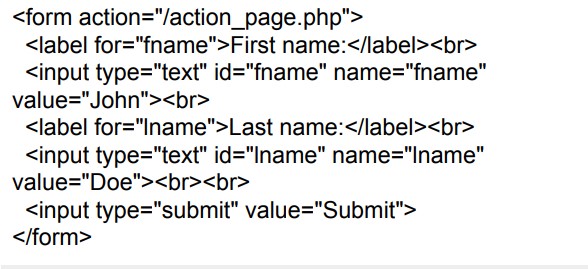 <form action="/action_page.php">
<label for="fname">First name:</label><br>
<input type="text" id="fname" name="fname"
value="John"><br>
<label for="lname">Last name:</label><br>
<input type="text" id="lname" name="lname"
value="Doe"><br><br>
<input type="submit" value="Submit">
</form>